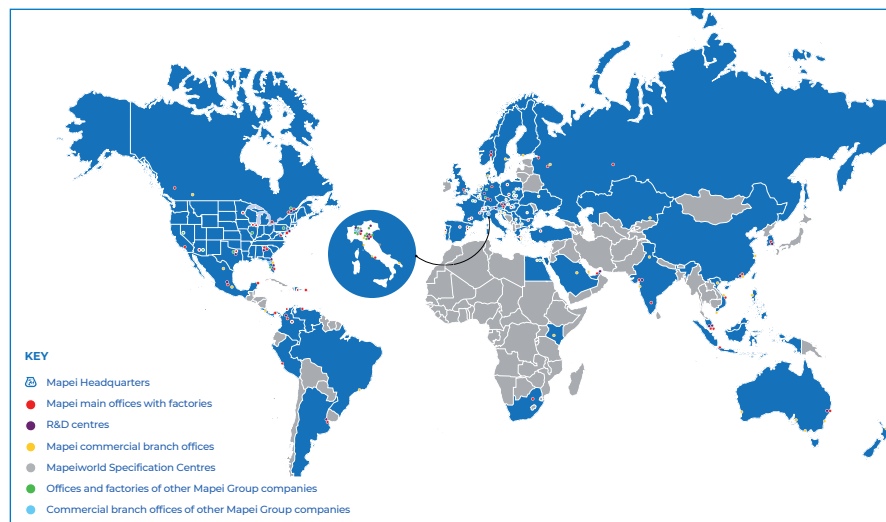 KEY
Mapei Headquarters
Mapei main offices with factories
R&D centres
Mapei commercial branch offices
Mapeiworld Specification Centres
Offices and factories of other Mapei Group companies
Commercial branch offices of other Mapei Group companies